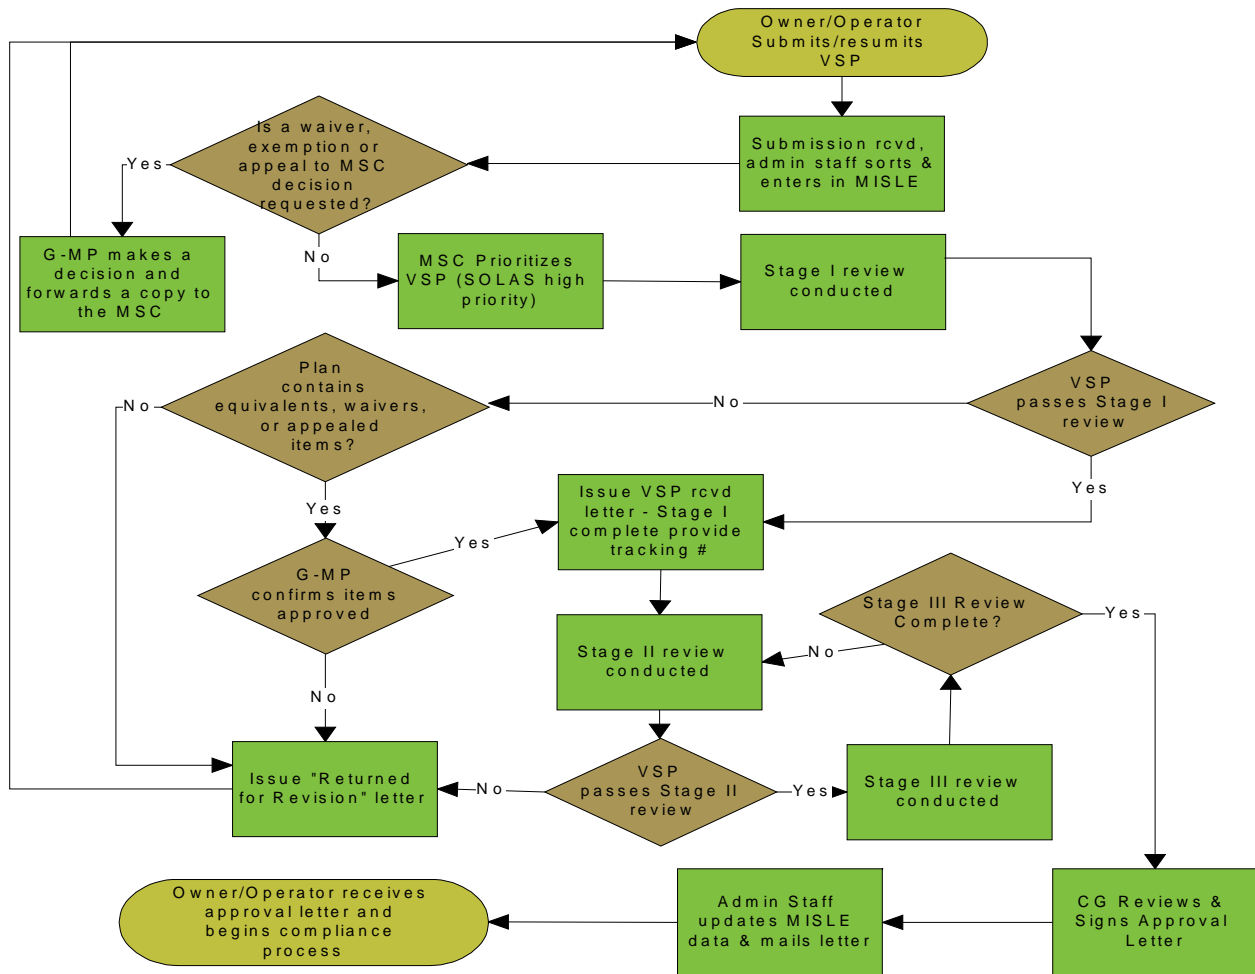 Owner/Operator
Submits/resumits
VSP
Is a waiver,
exemption or
appeal to MSC
decision
requested?
Yes
Submission rcvd,
admin staff sorts &
enters in MISLE
No
G-MP makes a
decision and
forwards a copy to
the MSC
MSC Prioritizes
VSP (SOLAS high
priority)
Stage I review
conducted
Plan
contains
equivalents, waivers,
or appealed
items?
No
No
VSP
passes Stage I
review
Yes
Yes
Issue VSP rcvd
letter - Stage I
complete provide
tracking #
Yes
G-MP
confirms items
approved
Stage III Review
Complete?
Yes
No
Stage II review
conducted
No
Issue "Returned
for Revision" letter
No
VSP
passes Stage II
review
Yes
Stage III review
conducted
Owner/Operator receives
approval letter and
begins compliance
process
Admin Staff
updates MISLE
data & mails letter
CG Reviews &
Signs Approval
Letter